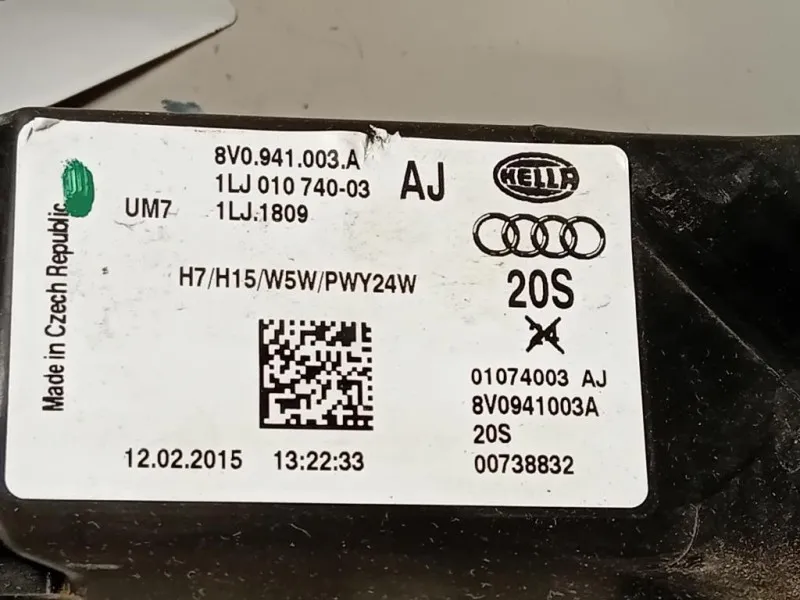 8V0.941.003.A
1LJ 010 740-03
AJ
HELLA
UM7
1LJ.1809
Made in Czech Republic
H7/H15/W5W/PWY24W
20S
24
01074003 AJ
8V0941003A
20S
12.02.2015 13:22:33
00738832